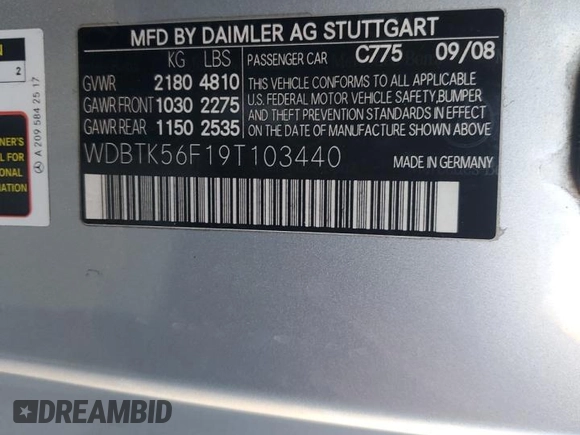 MFD BY DAIMLER AG STUTTGART
KG LBS PASSENGER CAR C775 09/08
GVWR 2180 4810
GAWR FRONT 1030 2275
GAWR REAR 1150 2535
THIS VEHICLE CONFORMS TO ALL APPLICABLE
U.S. FEDERAL MOTOR VEHICLE SAFETY, BUMPER
AND THEFT PREVENTION STANDARDS IN EFFECT
ON THE DATE OF MANUFACTURE SHOWN ABOVE.
WDBTK56F19T103440 MADE IN GERMANY
N
2
NER'S
L FOR
ONAL
A 209 584 25 17
DREAMBID